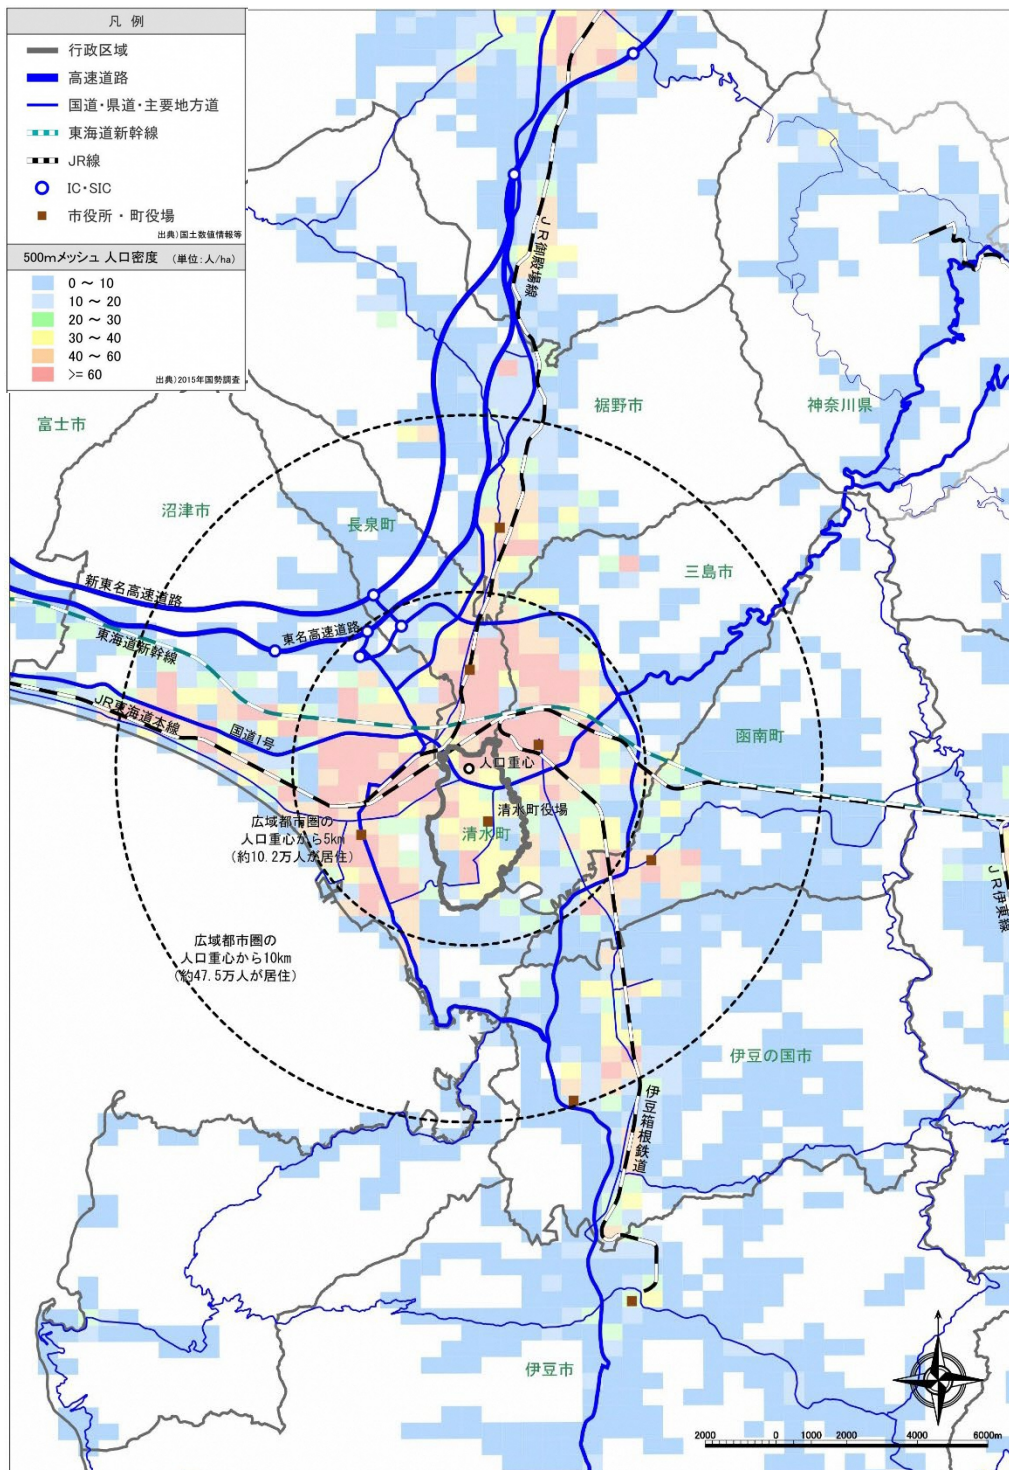 凡 例
行政区域
高速道路
国道・県道・主要地方道
東海道新幹線
JR線
IC・SIC
市役所・町役場
出典)国土数値情報等
500mメッシュ 人口密度 (単位:人/ha)
0 ~ 10
10 ~ 20
20 ~ 30
30 ~ 40
40 ~ 60
>= 60
出典)2015年国勢調査
JR御殿場線
富士市
裾野市
神奈川県
沼津市
長泉町
三島市
新東名高速道路
東名高速道路
東海道新幹線
JR東海道本線
国道1号
函南町
人口重心
清水町役場
清水町
広域都市圏の
人口重心から5km
(約10.2万人が居住)
JR伊東線
広域都市圏の
人口重心から10km
(約47.5万人が居住)
伊豆の国市
伊豆箱根鉄道
伊豆市
2000 0 1000 2000 4000 6000m